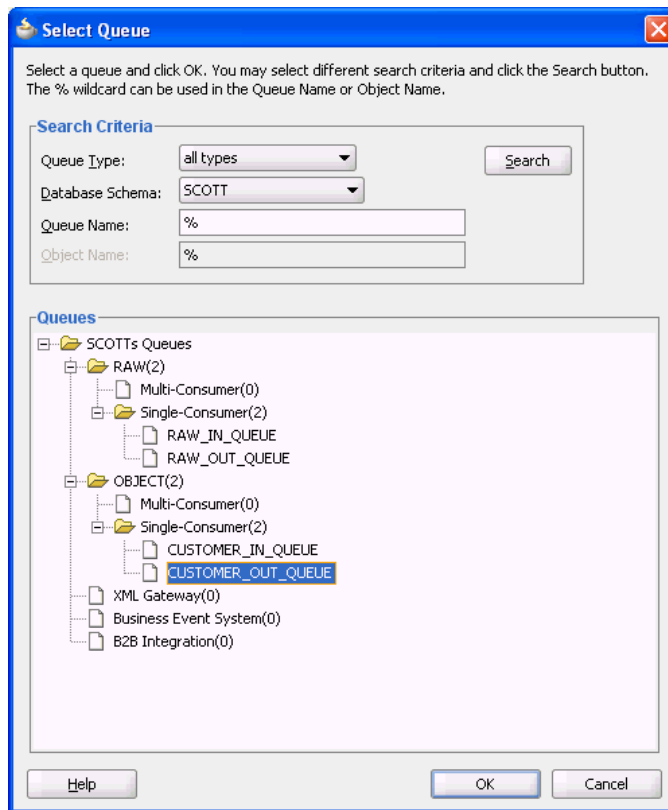 Select Queue
Select a queue and click OK. You may select different search criteria and click the Search button.
The % wildcard can be used in the Queue Name or Object Name.
Search Criteria
Queue Type: all types Search
Database Schema: SCOTT
Queue Name: %
Object Name: %
Queues
SCOTTs Queues
RAW(2)
Multi-Consumer(0)
Single-Consumer(2)
RAW_IN_QUEUE
RAW_OUT_QUEUE
OBJECT(2)
Multi-Consumer(0)
Single-Consumer(2)
CUSTOMER_IN_QUEUE
CUSTOMER_OUT_QUEUE
XML Gateway(0)
Business Event System(0)
B2B Integration(0)
Help OK Cancel